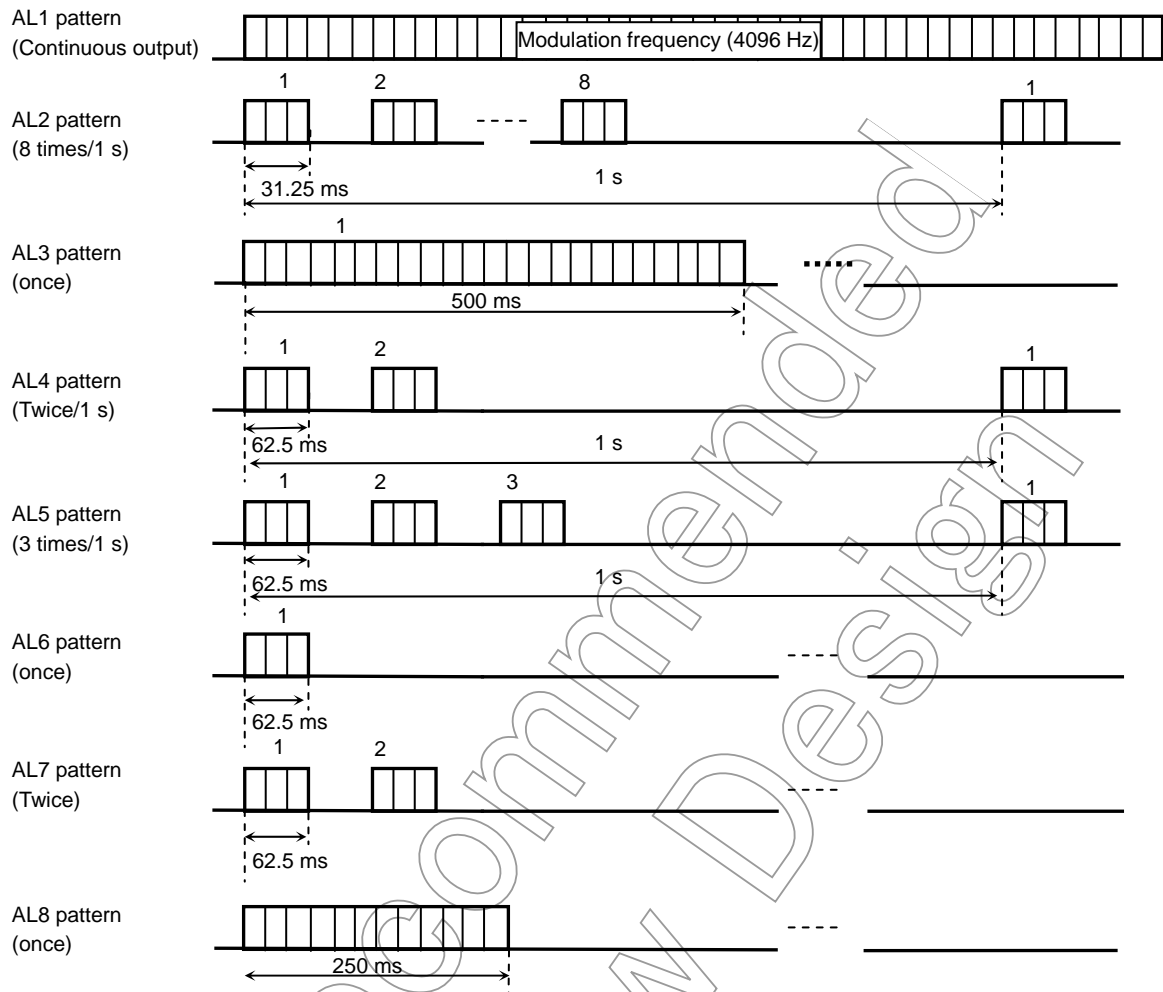 AL1 pattern
(Continuous output)
Modulation frequency (4096 Hz)
1 2 8 1
AL2 pattern
(8 times/1 s)
31.25 ms
1 s
1
AL3 pattern
(once)
500 ms
1 2 1
AL4 pattern
(Twice/1 s)
62.5 ms
1 s
1 2 3 1
AL5 pattern
(3 times/1 s)
62.5 ms
1 s
1
AL6 pattern
(once)
62.5 ms
1 2
AL7 pattern
(Twice)
62.5 ms
AL8 pattern
(once)
250 ms
commended
w Design